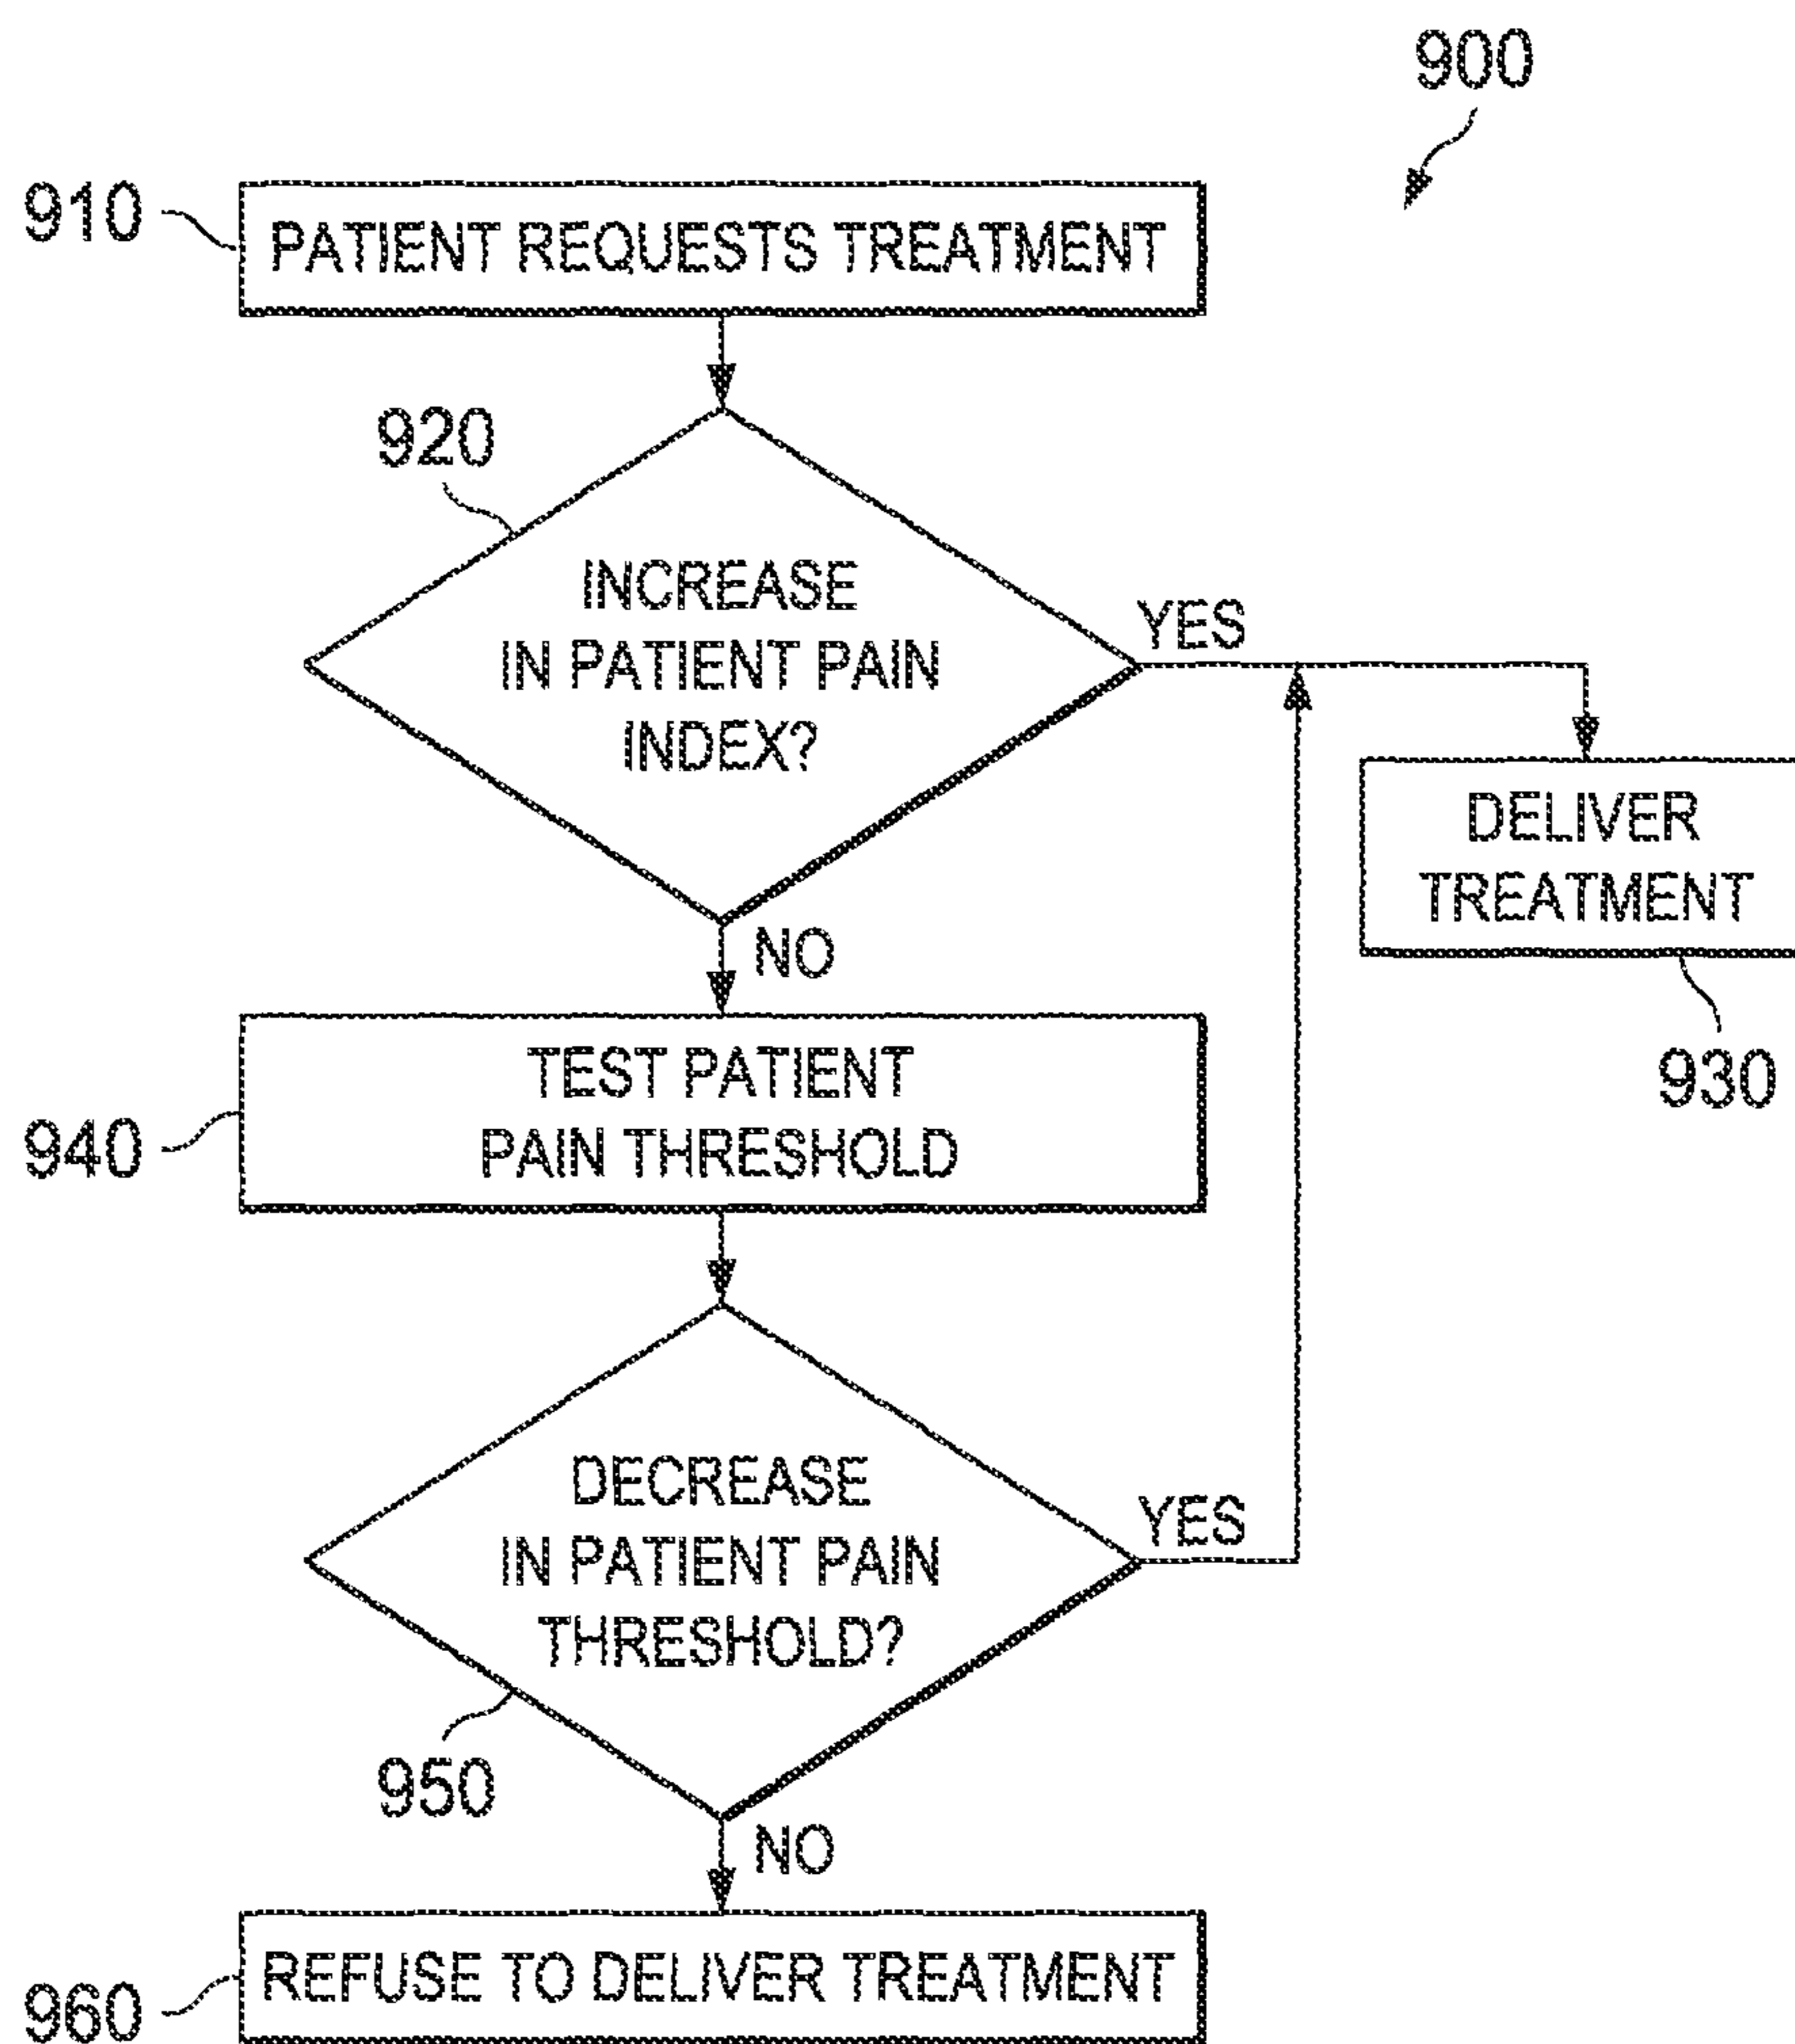 900
910
PATIENT REQUESTS TREATMENT
920
INCREASE
IN PATIENT PAIN
INDEX?
YES
DELIVER
TREATMENT
930
NO
TEST PATIENT
PAIN THRESHOLD
940
DECREASE
IN PATIENT PAIN
THRESHOLD?
YES
950
NO
960
REFUSE TO DELIVER TREATMENT